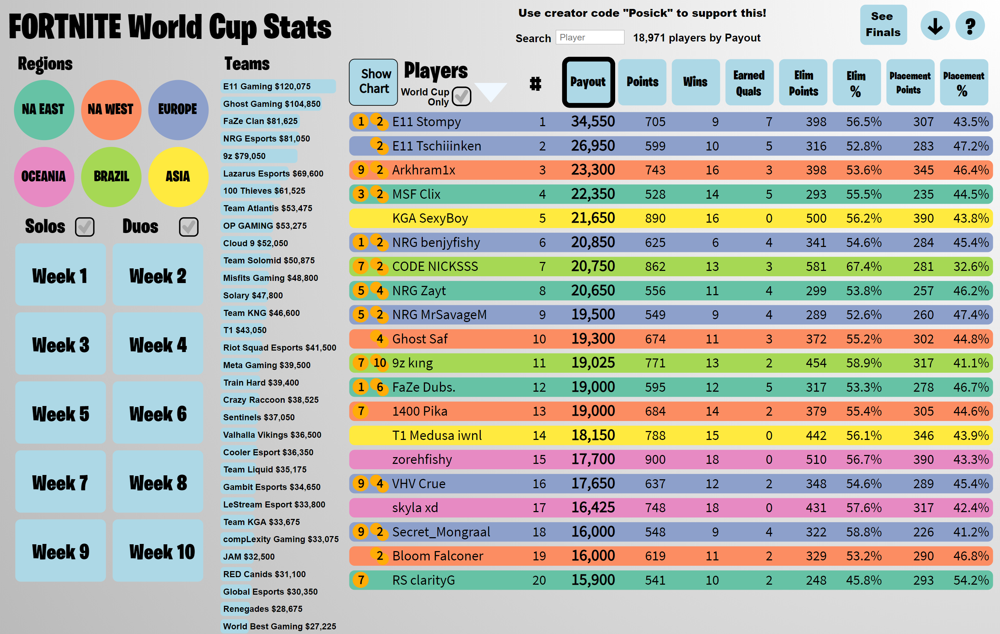 FORTNITE World Cup Stats
Use creator code "Posick" to support this!
Search Player 18,971 players by Payout
See
Finals
?
Regions
NA EAST NA WEST EUROPE
OCEANIA BRAZIL ASIA
Solos Duos
Week 1 Week 2
Week 3 Week 4
Week 5 Week 6
Week 7 Week 8
Week 9 Week 10
Teams
E11 Gaming $120,075
Ghost Gaming $104,850
FaZe Clan $81,625
NRG Esports $81,050
9z $79,050
Lazarus Esports $69,600
100 Thieves $61,525
Team Atlantis $53,475
OP GAMING $53,275
Cloud 9 $52,050
Team Solomid $50,875
Misfits Gaming $48,800
Solary $47,800
Team KNG $46,600
T1 $43,050
Riot Squad Esports $41,500
Meta Gaming $39,500
Train Hard $39,400
Crazy Raccoon $38,525
Sentinels $37,050
Valhalla Vikings $36,500
Cooler Esport $36,350
Team Liquid $35,175
Gambit Esports $34,650
LeStream Esport $33,800
Team KGA $33,675
compLexity Gaming $33,075
JAM $32,500
RED Canids $31,100
Global Esports $30,350
Renegades $28,675
World Best Gaming $27,225
Show
Chart
Players
World Cup
Only
# Payout Points Wins Earned Quals Elim Points Elim % Placement Points Placement %
1 2 E11 Stompy 1 34,550 705 9 7 398 56.5% 307 43.5%
2 E11 Tschiiinken 2 26,950 599 10 5 316 52.8% 283 47.2%
9 2 Arkhram1x 3 23,300 743 16 3 398 53.6% 345 46.4%
3 2 MSF Clix 4 22,350 528 14 5 293 55.5% 235 44.5%
KGA SexyBoy 5 21,650 890 16 0 500 56.2% 390 43.8%
1 2 NRG benjyfishy 6 20,850 625 6 4 341 54.6% 284 45.4%
7 2 CODE NICKSSS 7 20,750 862 13 3 581 67.4% 281 32.6%
5 4 NRG Zayt 8 20,650 556 11 4 299 53.8% 257 46.2%
5 2 NRG MrSavageM 9 19,500 549 9 4 289 52.6% 260 47.4%
4 Ghost Saf 10 19,300 674 11 3 372 55.2% 302 44.8%
7 10 9z kıng 11 19,025 771 13 2 454 58.9% 317 41.1%
1 6 FaZe Dubs. 12 19,000 595 12 5 317 53.3% 278 46.7%
7 1400 Pika 13 19,000 684 14 2 379 55.4% 305 44.6%
T1 Medusa iwnl 14 18,150 788 15 0 442 56.1% 346 43.9%
zorehfishy 15 17,700 900 18 0 510 56.7% 390 43.3%
9 4 VHV Crue 16 17,650 637 12 2 348 54.6% 289 45.4%
skyla xd 17 16,425 748 18 0 431 57.6% 317 42.4%
9 2 Secret_Mongraal 18 16,000 548 9 4 322 58.8% 226 41.2%
2 Bloom Falconer 19 16,000 619 11 2 329 53.2% 290 46.8%
7 RS clarityG 20 15,900 541 10 2 248 45.8% 293 54.2%